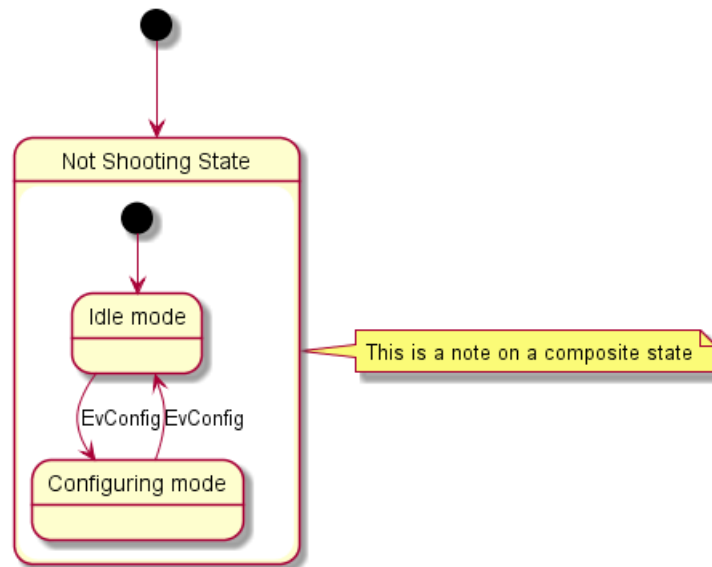 Not Shooting State
Idle mode
This is a note on a composite state
EvConfig EvConfig
Configuring mode